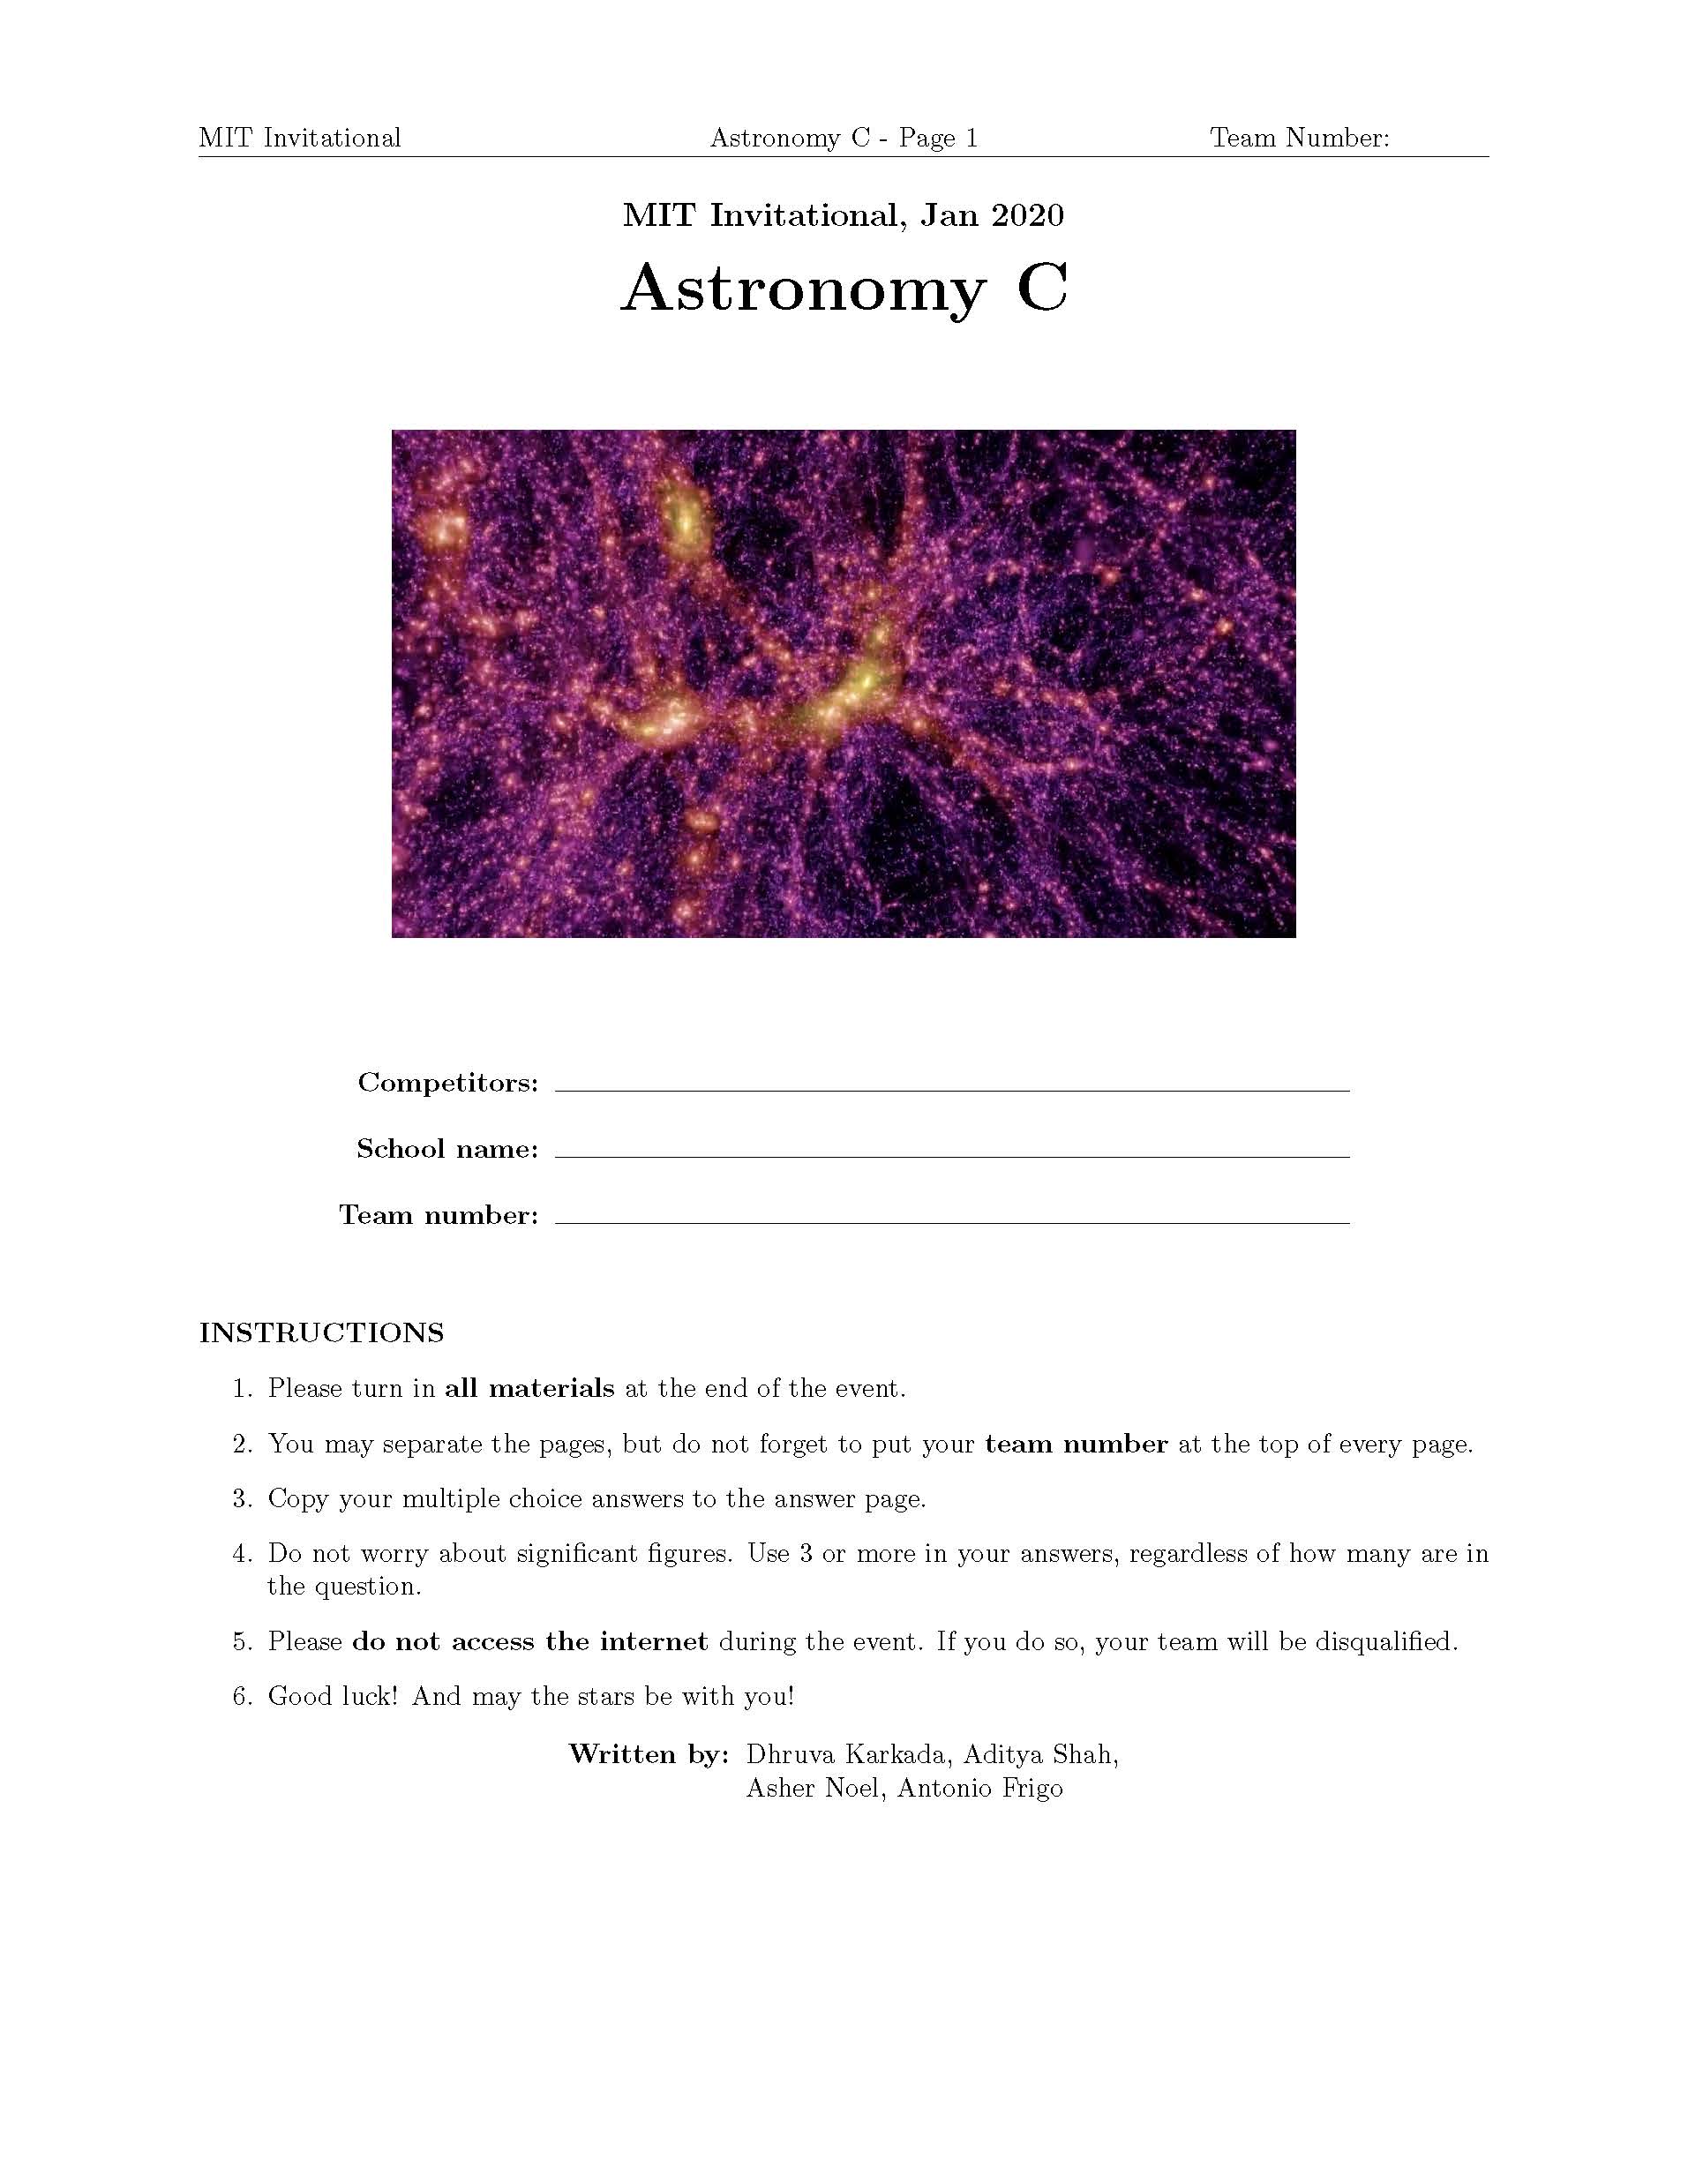 MIT Invitational Astronomy C - Page 1 Team Number:
MIT Invitational, Jan 2020
Astronomy C
Competitors:
School name:
Team number:
INSTRUCTIONS
1. Please turn in all materials at the end of the event.
2. You may separate the pages, but do not forget to put your team number at the top of every page.
3. Copy your multiple choice answers to the answer page.
4. Do not worry about significant figures. Use 3 or more in your answers, regardless of how many are in
the question.
5. Please do not access the internet during the event. If you do so, your team will be disqualified.
6. Good luck! And may the stars be with you!
Written by: Dhruva Karkada, Aditya Shah,
Asher Noel, Antonio Frigo